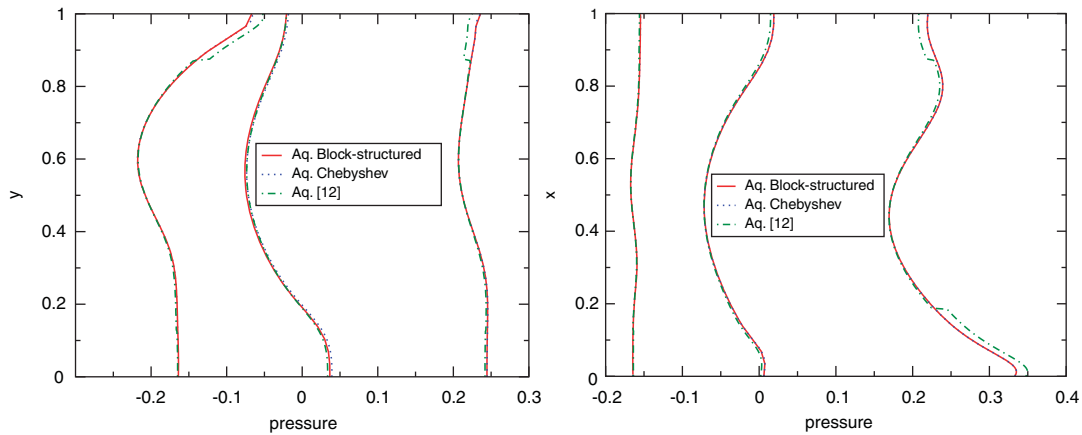 1
0.8
0.6
0.4
0.2
0
y
-0.2
-0.1
0
0.1
0.2
0.3
pressure
Aq. Block-structured
Aq. Chebyshev
Aq. [12]
1
0.8
0.6
0.4
0.2
0
x
-0.2
-0.1
0
0.1
0.2
0.3
0.4
pressure
Aq. Block-structured
Aq. Chebyshev
Aq. [12]